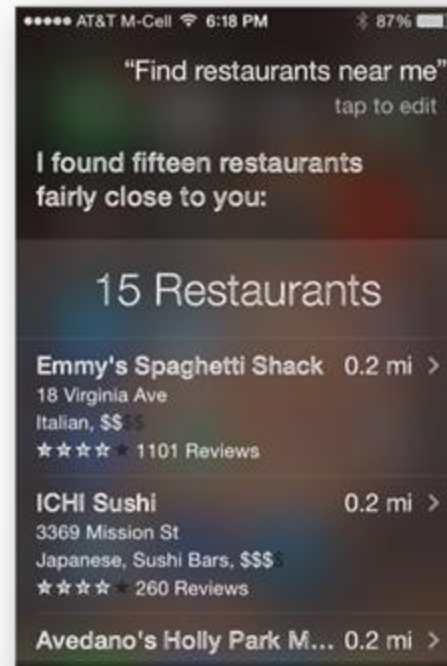 AT&T M-Cell 6:18 PM 87%
“Find restaurants near me”
tap to edit
I found fifteen restaurants
fairly close to you:
15 Restaurants
Emmy's Spaghetti Shack 0.2 mi >
18 Virginia Ave
Italian, $$$$
★★★★★ 1101 Reviews
ICHI Sushi 0.2 mi >
3369 Mission St
Japanese, Sushi Bars, $$$$
★★★★★ 260 Reviews
Avedano's Holly Park M... 0.2 mi >